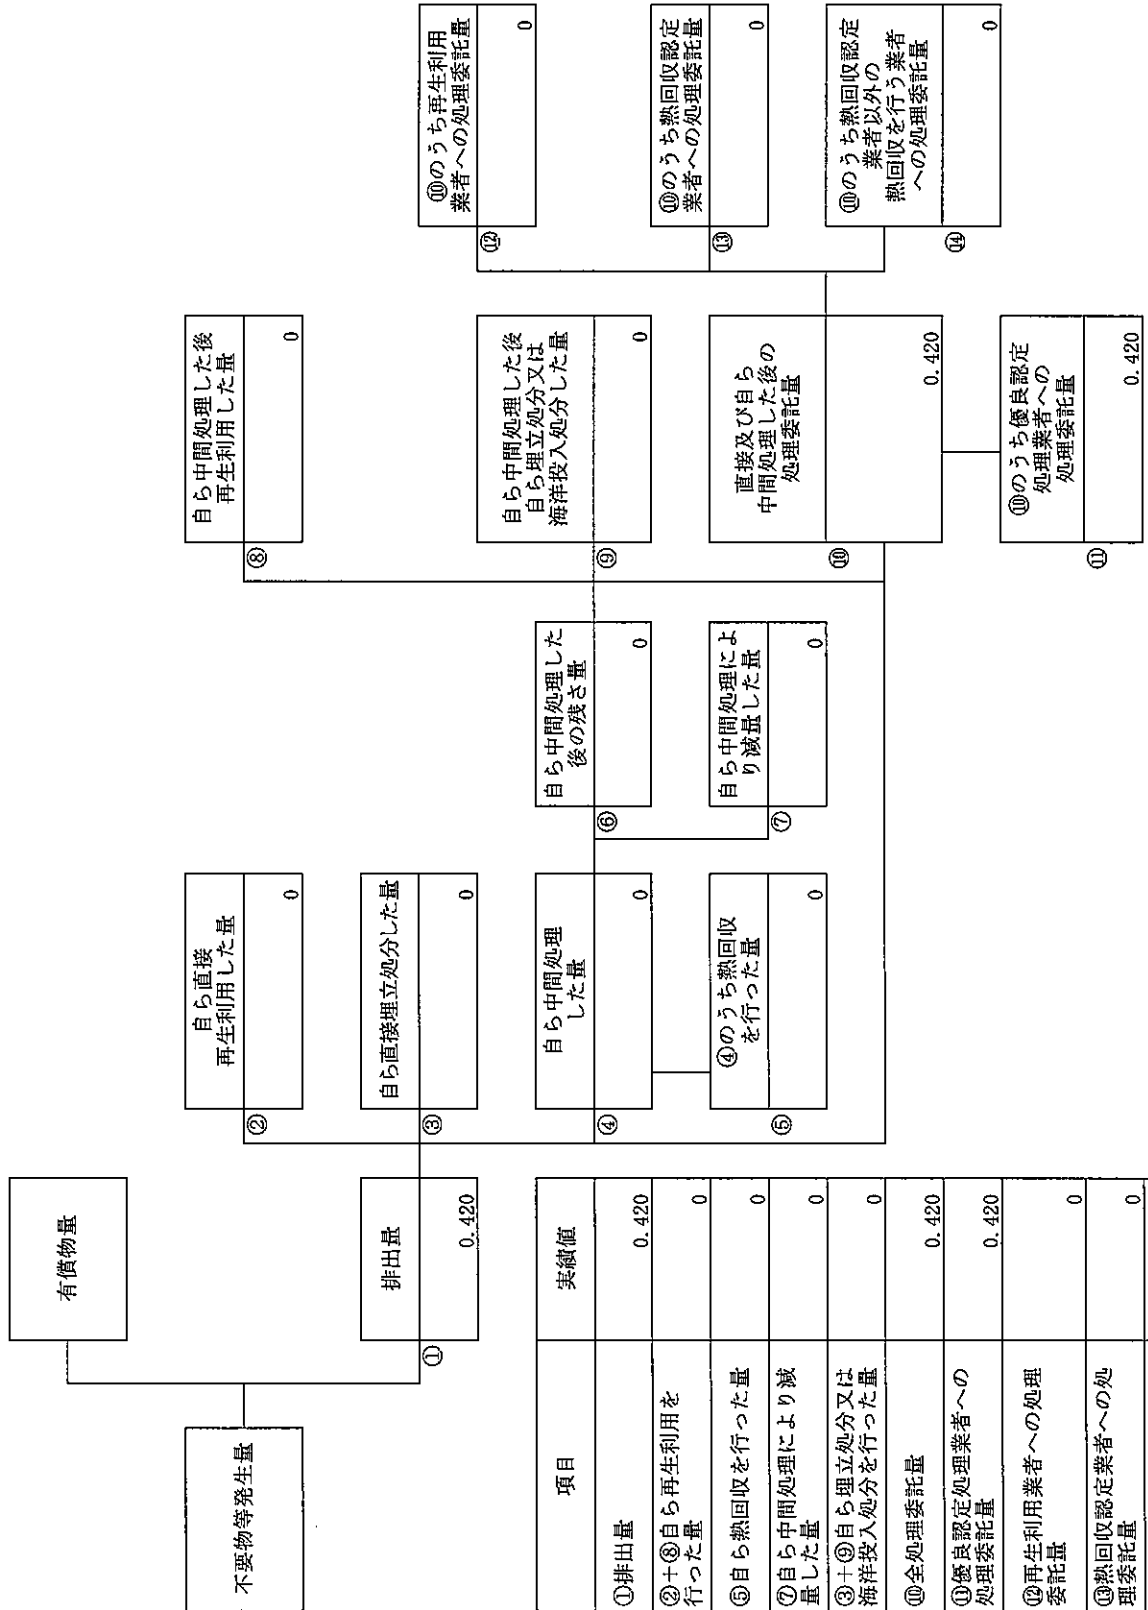 不要物等発生量
有償物量
①
排出量
0.420
②
自ら直接
再生利用した量
0
③
自ら直接埋立処分した量
0
④
自ら中間処理
した量
0
⑤
④のうち熱回収
を行った量
0
⑥
自ら中間処理した
後の残さ量
0
⑦
自ら中間処理によ
り減量した量
0
⑧
自ら中間処理した後
再生利用した量
0
⑨
自ら中間処理した後
自ら埋立処分又は
海洋投入処分した量
0
⑩
直接及び自ら
中間処理した後の
処理委託量
0.420
⑪
⑩のうち優良認定
処理業者への
処理委託量
0.420
⑫
⑩のうち再生利用
業者への処理委託量
0
⑬
⑩のうち熱回収認定
業者への処理委託量
0
⑭
⑩のうち熱回収認定
業者以外の
熱回収を行う業者
への処理委託量
0
項目
実績値
①排出量
0.420
②+⑧自ら再生利用を
行った量
0
⑤自ら熱回収を行った量
0
⑦自ら中間処理により減
量した量
0
③+⑨自ら埋立処分又は
海洋投入処分を行った量
0
⑩全処理委託量
0.420
⑪優良認定処理業者への
処理委託量
0.420
⑫再生利用業者への処理
委託量
0
⑬熱回収認定業者への処
理委託量
0